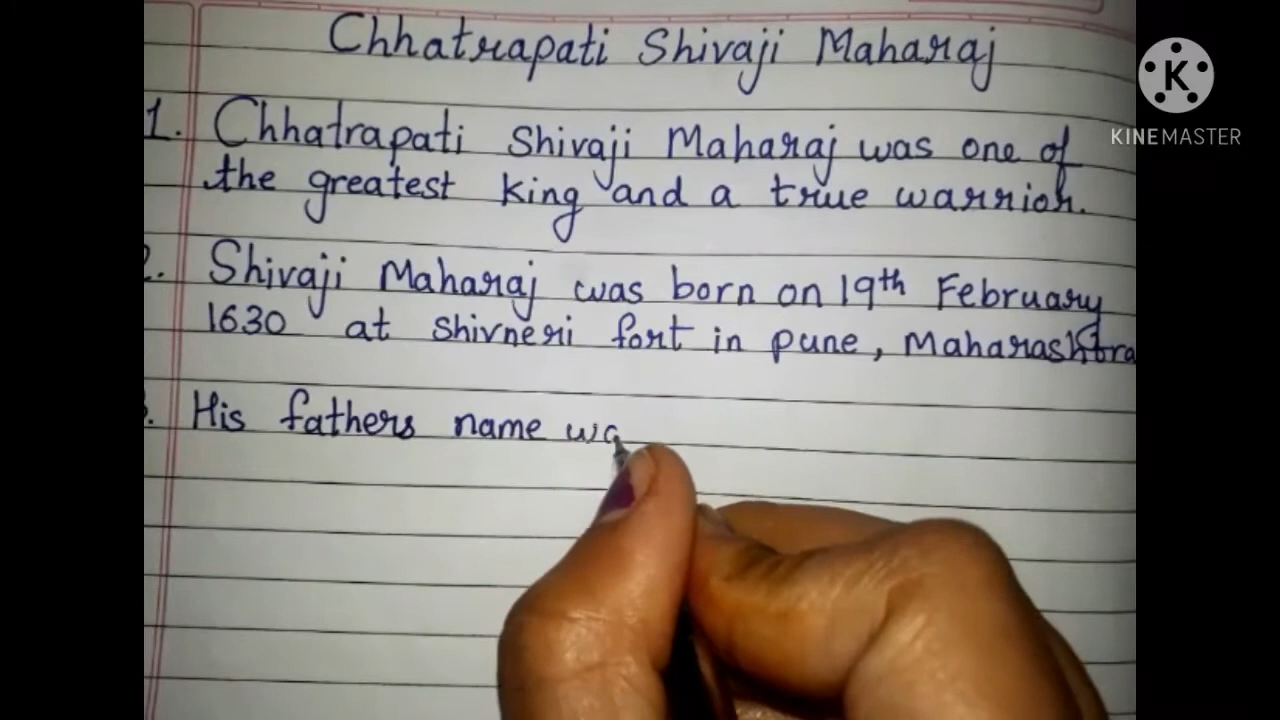 Chhatrapati Shivaji Maharaj
1. Chhatrapati Shivaji Maharaj was one of
the greatest king and a true warrior.
2. Shivaji Maharaj was born on 19th February
1630 at Shivneri fort in pune, Maharashtra
3. His fathers name wa
K
KINEMASTER